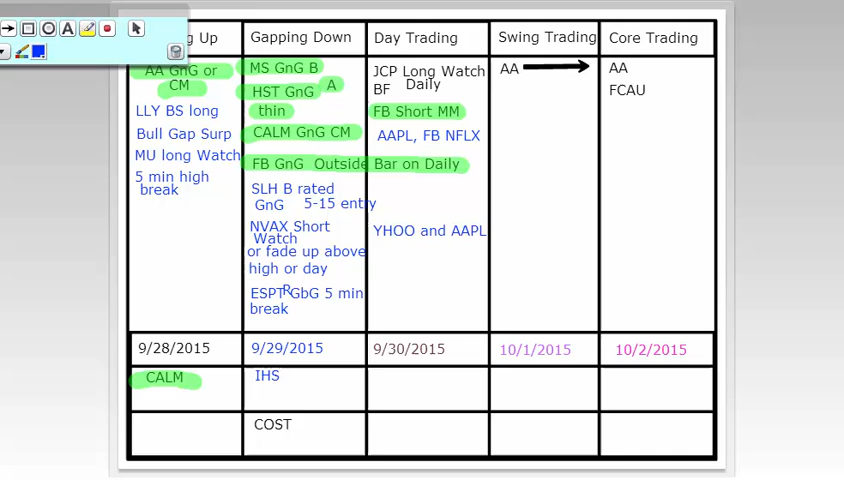 A
g Up
Gapping Down
Day Trading
Swing Trading
Core Trading
AA GnG or
CM
LLY BS long
Bull Gap Surp
MU long Watch
5 min high
break
MS GnG B
HST GnG A
thin
CALM GnG CM
FB GnG Outside Bar on Daily
SLH B rated
GnG 5-15 entry
NVAX Short
Watch
or fade up above
high or day
ESPT R GbG 5 min
break
JCP Long Watch
BF Daily
FB Short MM
AAPL, FB NFLX
YHOO and AAPL
AA
AA
FCAU
9/28/2015
9/29/2015
9/30/2015
10/1/2015
10/2/2015
CALM
IHS
COST